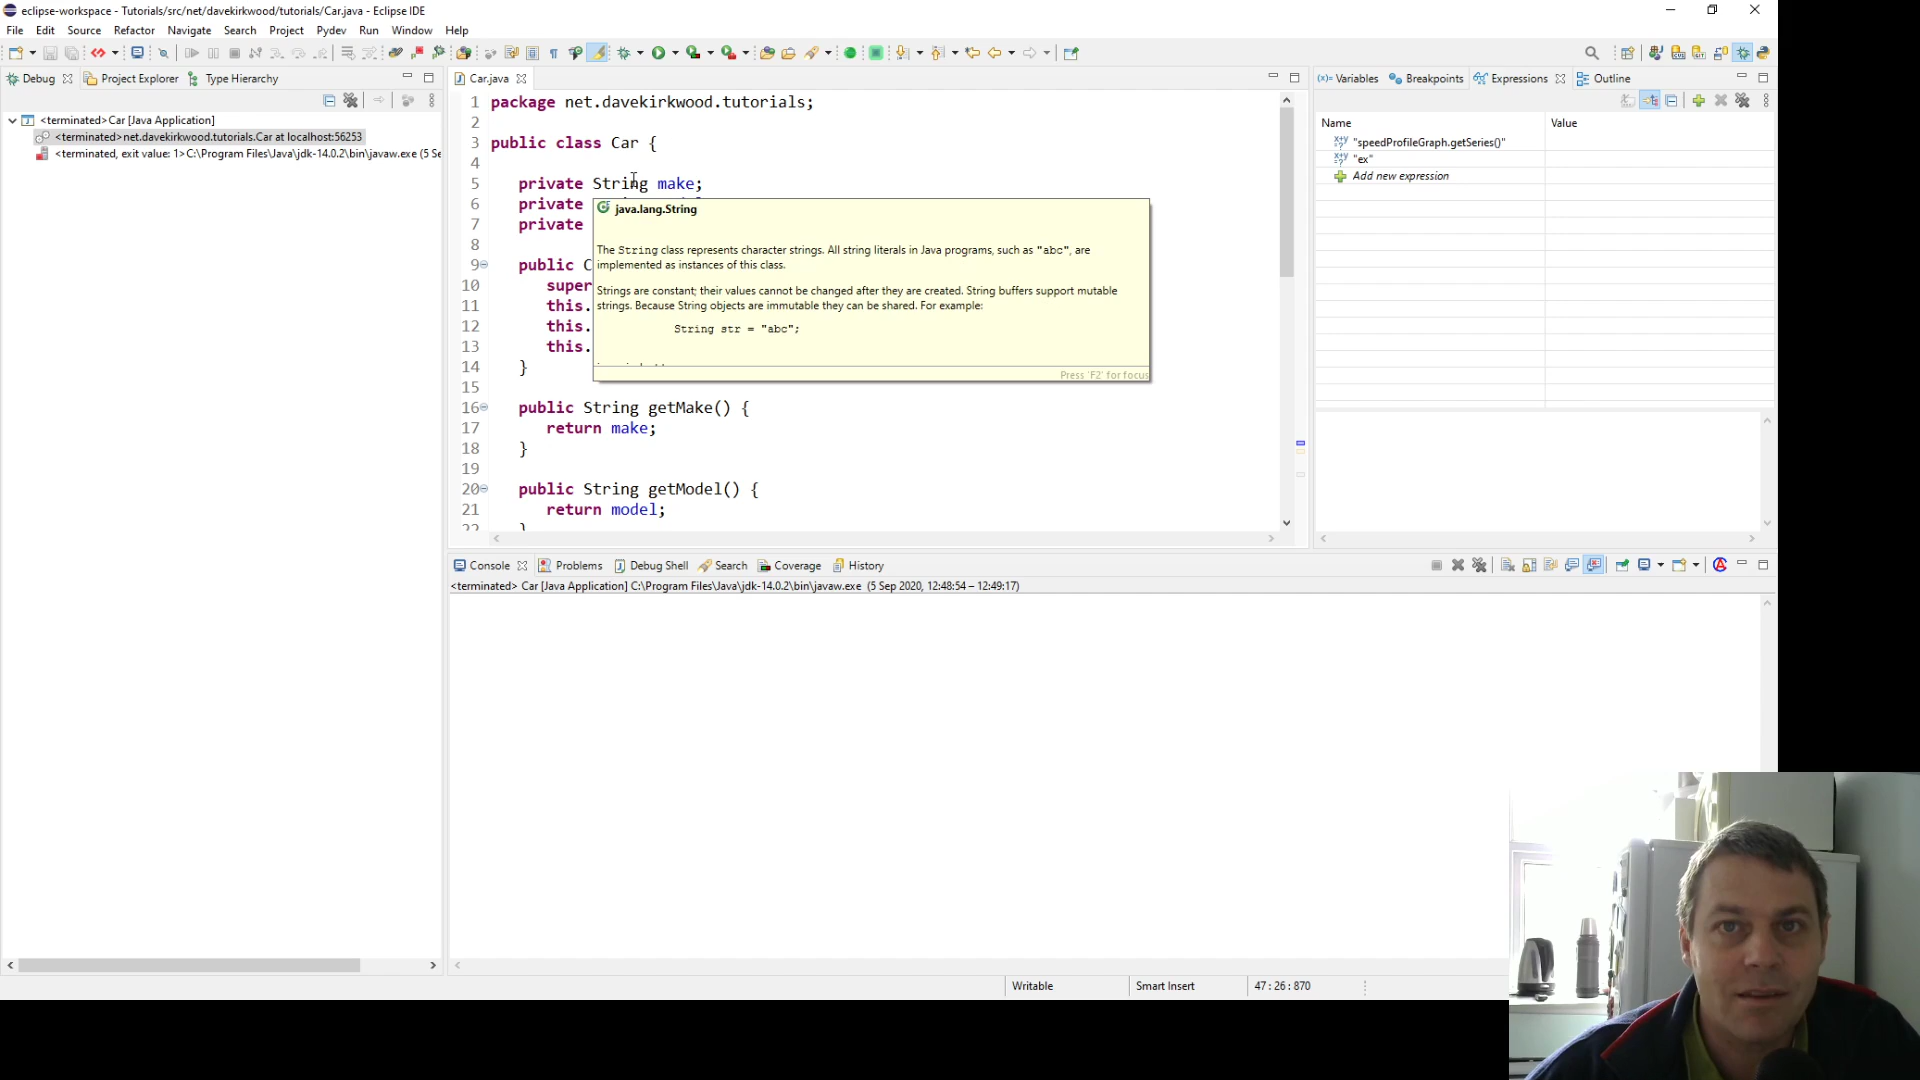 eclipse-workspace - Tutorials/src/net/davekirkwood/tutorials/Car.java - Eclipse IDE
File Edit Source Refactor Navigate Search Project Pydev Run Window Help
Debug Project Explorer Type Hierarchy
<terminated>Car [Java Application]
<terminated>net.davekirkwood.tutorials.Car at localhost:56253
<terminated, exit value: 1>C:\Program Files\Java\jdk-14.0.2\bin\javaw.exe (5 Se
Car.java
1 package net.davekirkwood.tutorials;
2
3 public class Car {
4
5 private String make;
6 private
7 private
8
9 public C
10 super
11 this.
12 this.
13 this.
14 }
15
16 public String getMake() {
17 return make;
18 }
19
20 public String getModel() {
21 return model;
22 }
java.lang.String
The String class represents character strings. All string literals in Java programs, such as "abc", are
implemented as instances of this class.
Strings are constant; their values cannot be changed after they are created. String buffers support mutable
strings. Because String objects are immutable they can be shared. For example:
String str = "abc";
Press 'F2' for focus
Variables Breakpoints Expressions Outline
Name Value
"speedProfileGraph.getSeries()"
"ex"
Add new expression
Console Problems Debug Shell Search Coverage History
<terminated> Car [Java Application] C:\Program Files\Java\jdk-14.0.2\bin\javaw.exe (5 Sep 2020, 12:48:54 – 12:49:17)
Writable Smart Insert 47 : 26 : 870